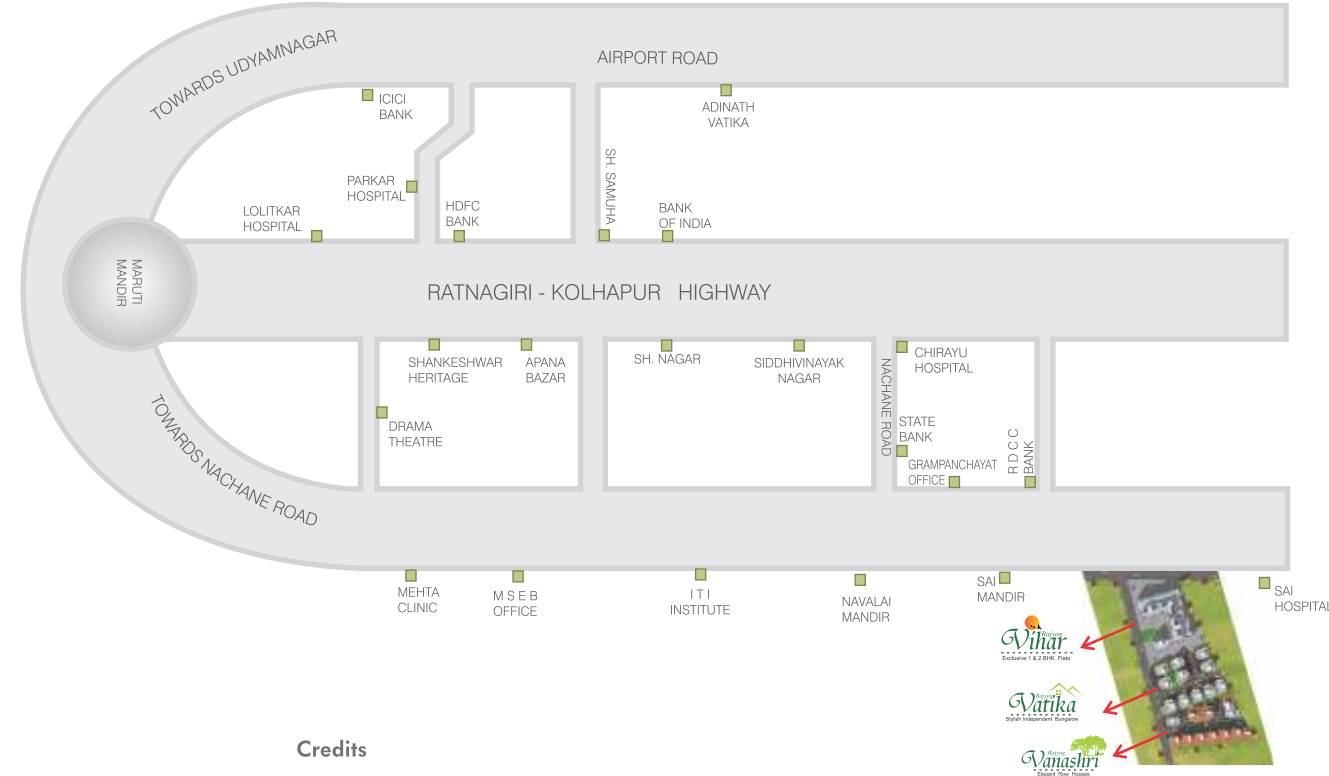 TOWARDS UDYAMNAGAR
AIRPORT ROAD
ICICI
BANK
ADINATH
VATIKA
PARKAR
HOSPITAL
LOLITKAR
HOSPITAL
HDFC
BANK
SH. SAMUHA
BANK
OF INDIA
MARUTI
MANDIR
RATNAGIRI - KOLHAPUR HIGHWAY
SHANKESHWAR
HERITAGE
APANA
BAZAR
SH. NAGAR
SIDDHIVINAYAK
NAGAR
NACHANE ROAD
CHIRAYU
HOSPITAL
DRAMA
THEATRE
STATE
BANK
GRAMPANCHAYAT
OFFICE
R D C C
BANK
TOWARDS NACHANE ROAD
MEHTA
CLINIC
M S E B
OFFICE
I T I
INSTITUTE
NAVALAI
MANDIR
SAI
MANDIR
SAI
HOSPITAL
Rajyog
Vihar
Exclusive 1 & 2 BHK Flats
Rajyog
Vatika
Stylish Independent Bungalow
Rajyog
Vanashri
Elegant Row Houses
Credits